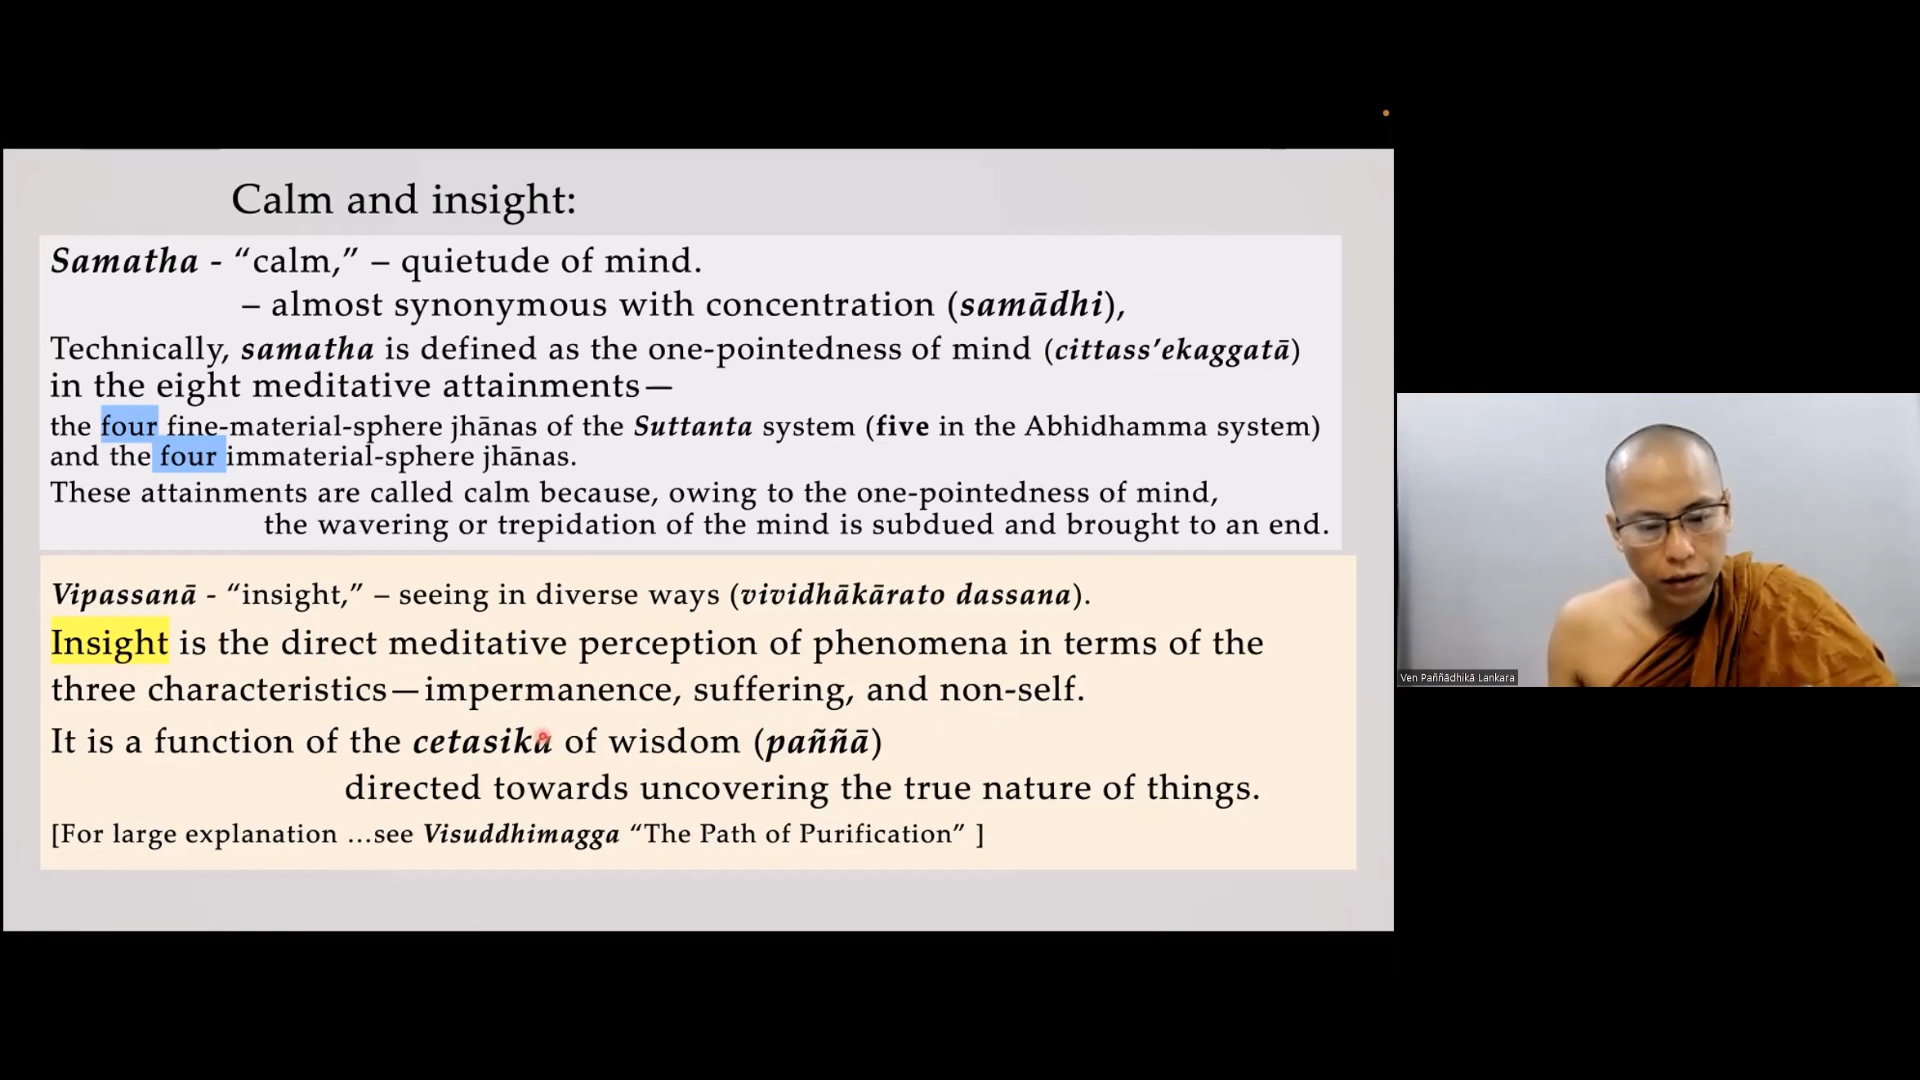 Calm and insight:
Samatha - “calm,” – quietude of mind.
– almost synonymous with concentration (samādhi),
Technically, samatha is defined as the one-pointedness of mind (cittass’ekaggatā)
in the eight meditative attainments—
the four fine-material-sphere jhānas of the Suttanta system (five in the Abhidhamma system)
and the four immaterial-sphere jhānas.
These attainments are called calm because, owing to the one-pointedness of mind,
the wavering or trepidation of the mind is subdued and brought to an end.
Vipassanā - “insight,” – seeing in diverse ways (vividhākārato dassana).
Insight is the direct meditative perception of phenomena in terms of the
three characteristics—impermanence, suffering, and non-self.
It is a function of the cetasika of wisdom (paññā)
directed towards uncovering the true nature of things.
[For large explanation ...see Visuddhimagga “The Path of Purification” ]
Ven Paññādhikā Lankara